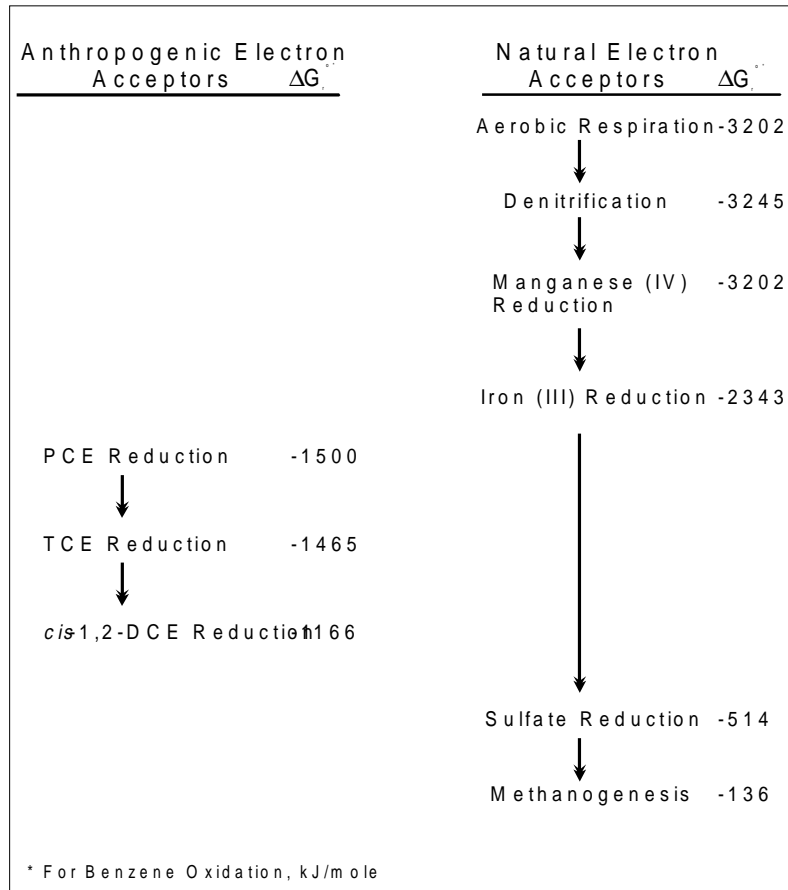 Anthropogenic Electron
Acceptors ΔG°'r
Natural Electron
Acceptors ΔG°'r
Aerobic Respiration -3202
Denitrification -3245
Manganese (IV) -3202
Reduction
Iron (III) Reduction -2343
PCE Reduction -1500
TCE Reduction -1465
cis-1,2-DCE Reduction -1166
Sulfate Reduction -514
Methanogenesis -136
* For Benzene Oxidation, kJ/mole